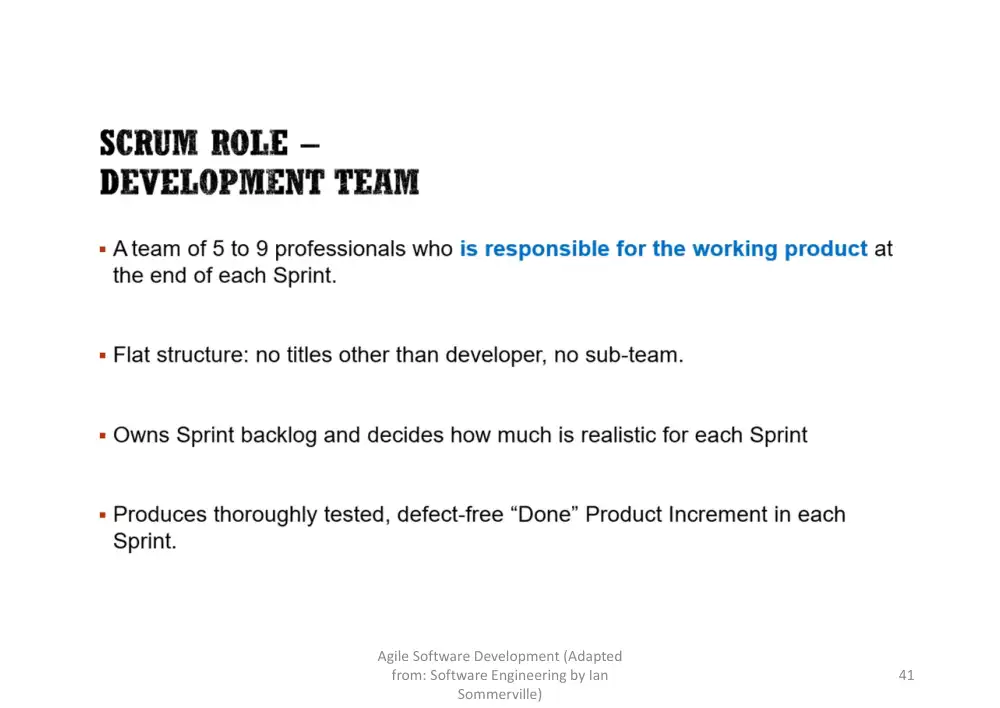 SCRUM ROLE –
DEVELOPMENT TEAM
▪ A team of 5 to 9 professionals who is responsible for the working product at
the end of each Sprint.
▪ Flat structure: no titles other than developer, no sub-team.
▪ Owns Sprint backlog and decides how much is realistic for each Sprint
▪ Produces thoroughly tested, defect-free “Done” Product Increment in each
Sprint.
Agile Software Development (Adapted
from: Software Engineering by Ian
Sommerville)
41